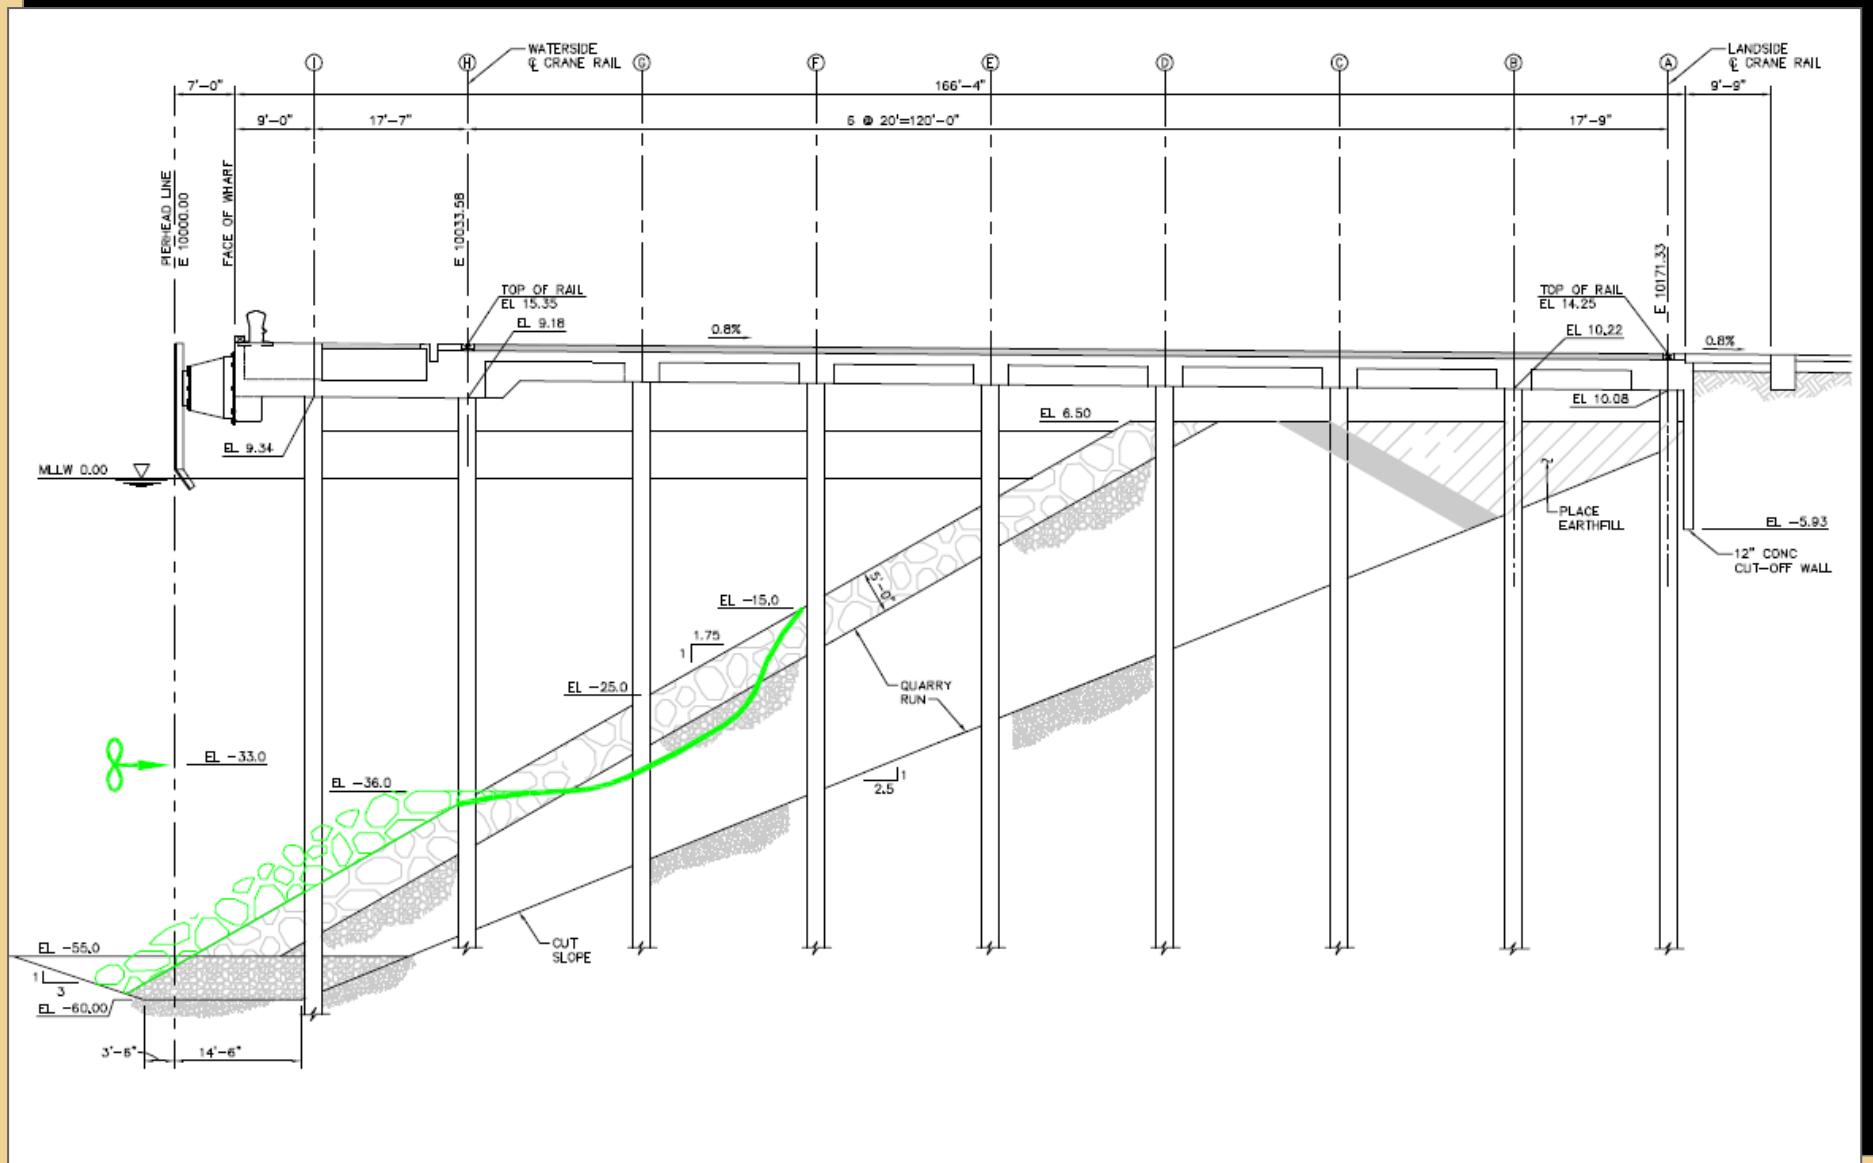 WATERSIDE
℄ CRANE RAIL
LANDSIDE
℄ CRANE RAIL
I
H
G
F
E
D
C
B
A
7'-0"
166'-4"
9'-9"
9'-0"
17'-7"
6 @ 20'=120'-0"
17'-9"
PIERHEAD LINE
E 10000.00
FACE OF WHARF
E 10033.58
E 10171.33
TOP OF RAIL
EL 15.35
EL 9.18
0.8%
TOP OF RAIL
EL 14.25
EL 10.22
0.8%
EL 10.08
EL 6.50
EL 9.34
MLLW 0.00
PLACE
EARTHFILL
EL -5.93
12" CONC
CUT-OFF WALL
5'-0"
EL -15.0
1.75
1
EL -25.0
QUARRY
RUN
EL -33.0
EL -36.0
1
2.5
EL -55.0
CUT
SLOPE
1
3
EL -60.00
3'-6"
14'-6"